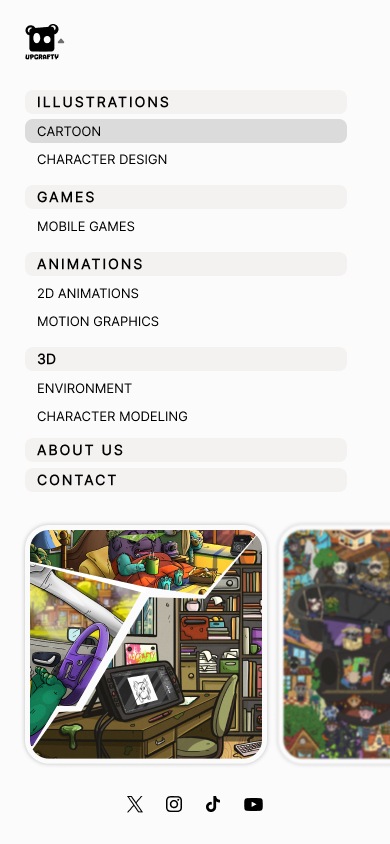 UPGRAFTY
ILLUSTRATIONS
CARTOON
CHARACTER DESIGN
GAMES
MOBILE GAMES
ANIMATIONS
2D ANIMATIONS
MOTION GRAPHICS
3D
ENVIRONMENT
CHARACTER MODELING
ABOUT US
CONTACT